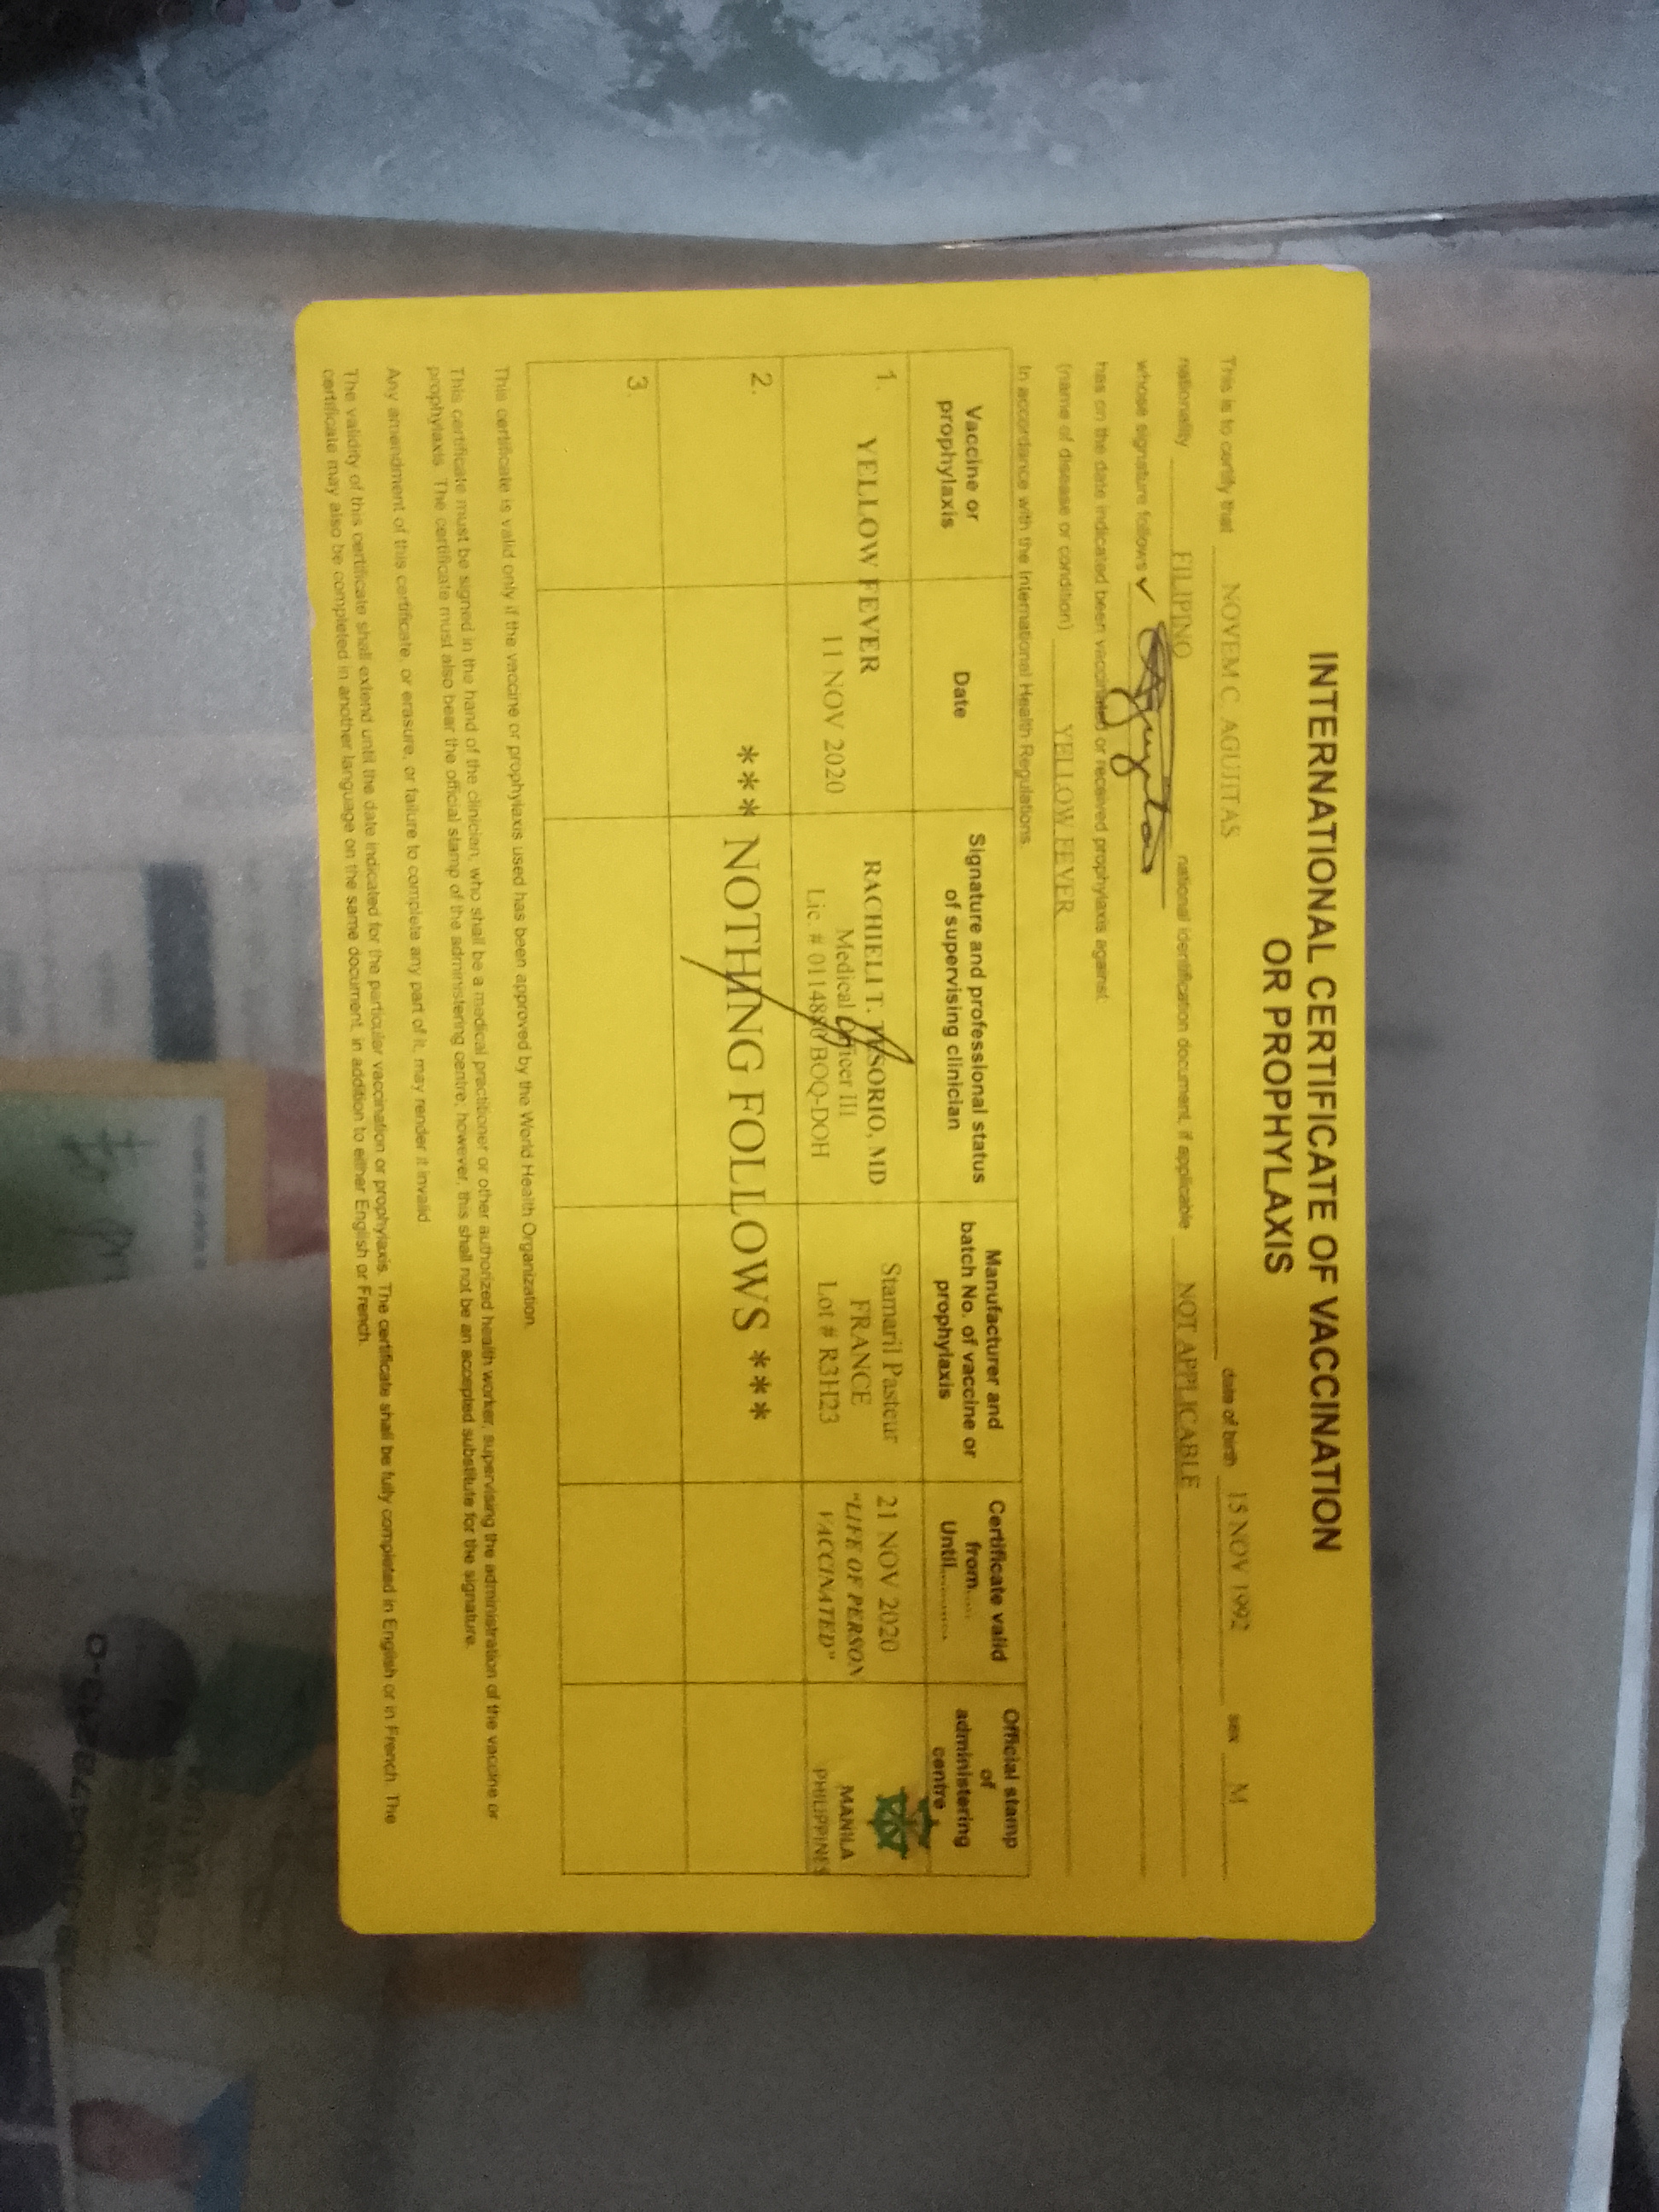 INTERNATIONAL CERTIFICATE OF VACCINATION
OR PROPHYLAXIS
This is to certify that NOVEM C. AGUITAS date of birth 15 NOV 1992 sex M
nationality FILIPINO national identification document, if applicable NOT APPLICABLE
whose signature follows ✓
has on the date indicated been vaccinated or received prophylaxis against:
(name of disease or condition) YELLOW FEVER
In accordance with the International Health Regulations.
Vaccine or
prophylaxis
Date
Signature and professional status
of supervising clinician
Manufacturer and
batch No. of vaccine or
prophylaxis
Certificate valid
from.....
Until..........
Official stamp
of
administering
centre
1.
YELLOW FEVER
11 NOV 2020
RACHIELI T. MD
Medical Officer III
Lic. # BOQ-DOH
Stamaril Pasteur
FRANCE
Lot # R3H23
21 NOV 2020
"LIFE OF PERSON
VACCINATED"
MANILA
PHILIPPINES
2.
*** NOTHING FOLLOWS ***
3.
This certificate is valid only if the vaccine or prophylaxis used has been approved by the World Health Organization.
This certificate must be signed in the hand of the clinician, who shall be a medical practitioner or other authorized health worker, supervising the administration of the vaccine or
prophylaxis. The certificate must also bear the official stamp of the administering centre; however, this shall not be an accepted substitute for the signature.
Any amendment of this certificate, or erasure, or failure to complete any part of it, may render it invalid
The validity of this certificate shall extend until the date indicated for the particular vaccination or prophylaxis. The certificate shall be fully completed in English or in French. The
certificate may also be completed in another language on the same document, in addition to either English or French.